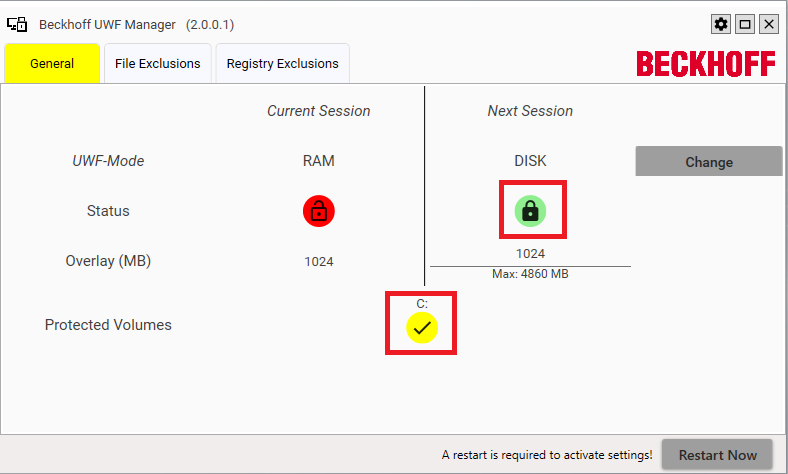 Beckhoff UWF Manager (2.0.0.1)
General File Exclusions Registry Exclusions
BECKHOFF
Current Session Next Session
UWF-Mode RAM DISK Change
Status
Overlay (MB) 1024 1024
Max: 4860 MB
C:
Protected Volumes
A restart is required to activate settings! Restart Now